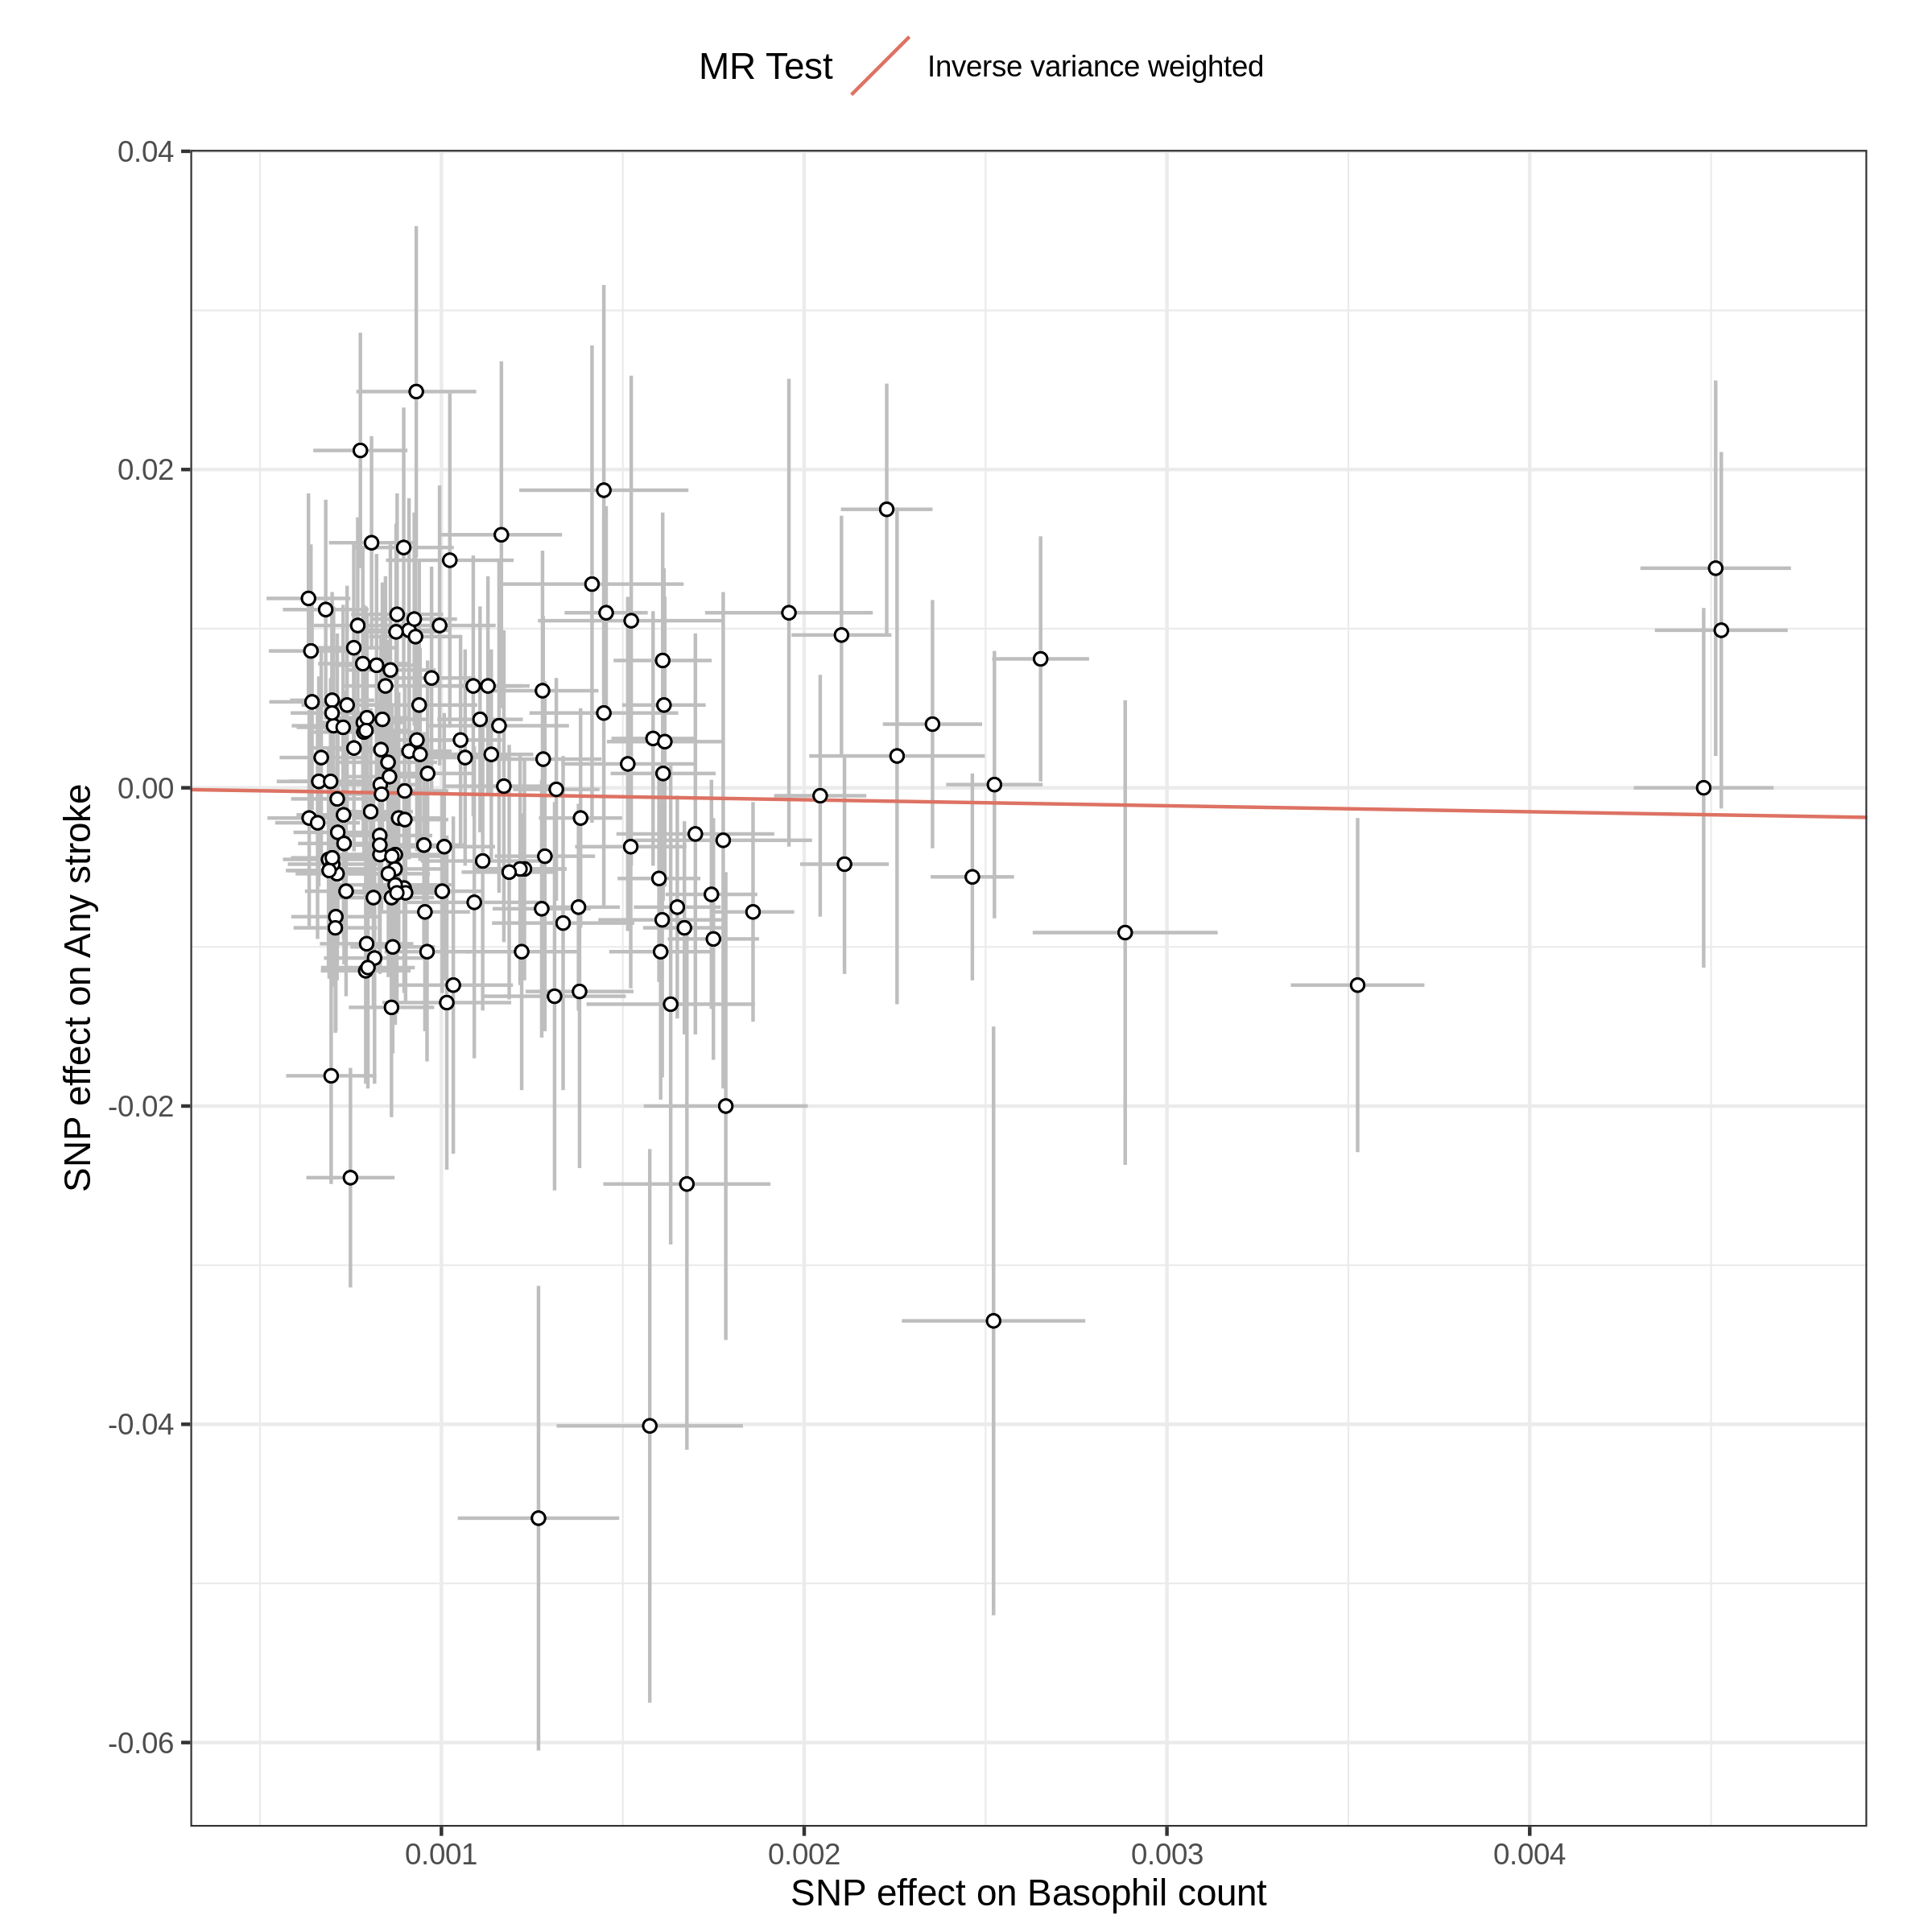 MR Test Inverse variance weighted
0.04
0.02
0.00
-0.02
-0.04
-0.06
SNP effect on Any stroke
0.001 0.002 0.003 0.004
SNP effect on Basophil count